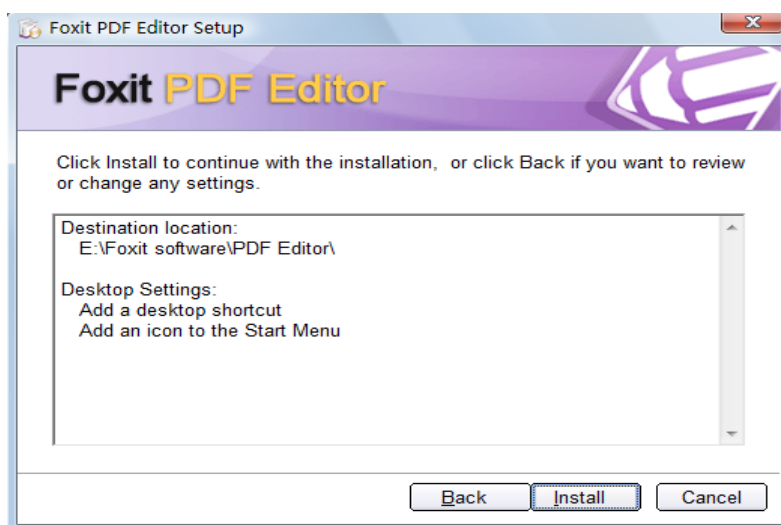 Foxit PDF Editor Setup
Foxit PDF Editor
Click Install to continue with the installation, or click Back if you want to review
or change any settings.
Destination location:
E:\Foxit software\PDF Editor\
Desktop Settings:
Add a desktop shortcut
Add an icon to the Start Menu
Back Install Cancel